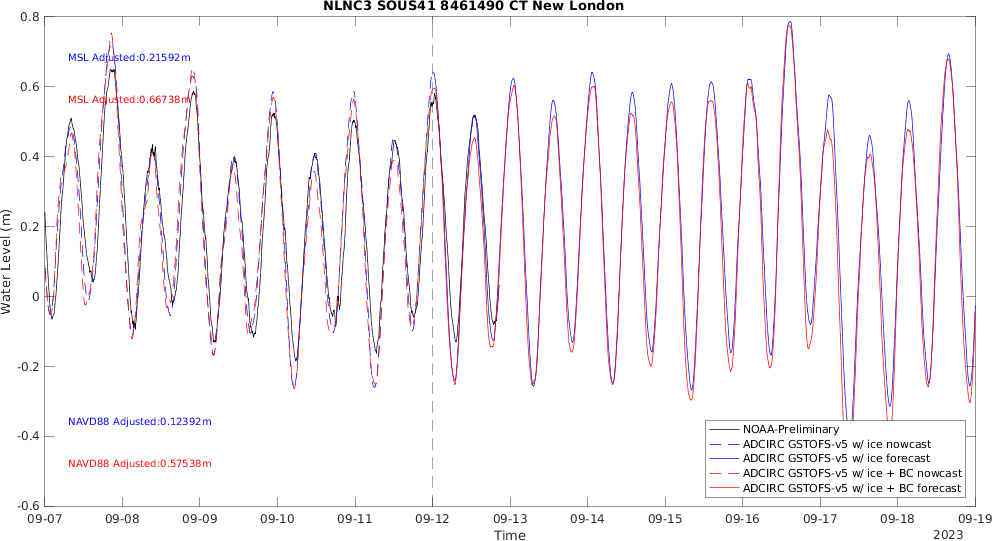 NLNC3 SOUS41 8461490 CT New London
0.8
0.6
0.4
0.2
0
-0.2
-0.4
-0.6
Water Level (m)
MSL Adjusted:0.21592m
MSL Adjusted:0.66738m
NAVD88 Adjusted:0.12392m
NAVD88 Adjusted:0.57538m
NOAA-Preliminary
ADCIRC GSTOFS-v5 w/ ice nowcast
ADCIRC GSTOFS-v5 w/ ice forecast
ADCIRC GSTOFS-v5 w/ ice + BC nowcast
ADCIRC GSTOFS-v5 w/ ice + BC forecast
09-07 09-08 09-09 09-10 09-11 09-12 09-13 09-14 09-15 09-16 09-17 09-18 09-19
Time
2023